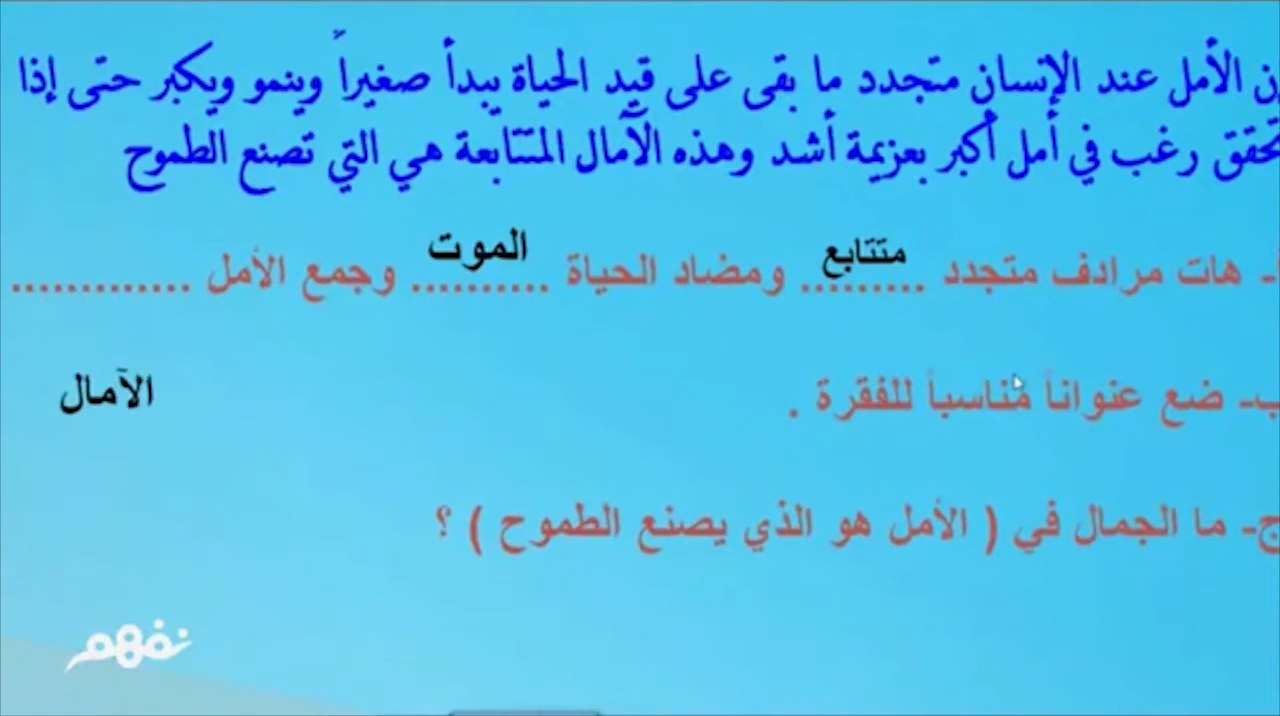 ن الأمل عند الإنسان متجدد ما بقى على قيد الحياة يبدأ صغيراً وينمو ويكبر حتى إذا
تحقق رغب في أمل أكبر بعزيمة أشد وهذه الآمال المتتابعة هي التي تصنع الطموح
- هات مرادف متجدد ......... ومضاد الحياة .......... وجمع الأمل .............
متتابع الموت
ب- ضع عنواناً مناسباً للفقرة .
الآمال
ج- ما الجمال في ( الأمل هو الذي يصنع الطموح ) ؟
نفهم